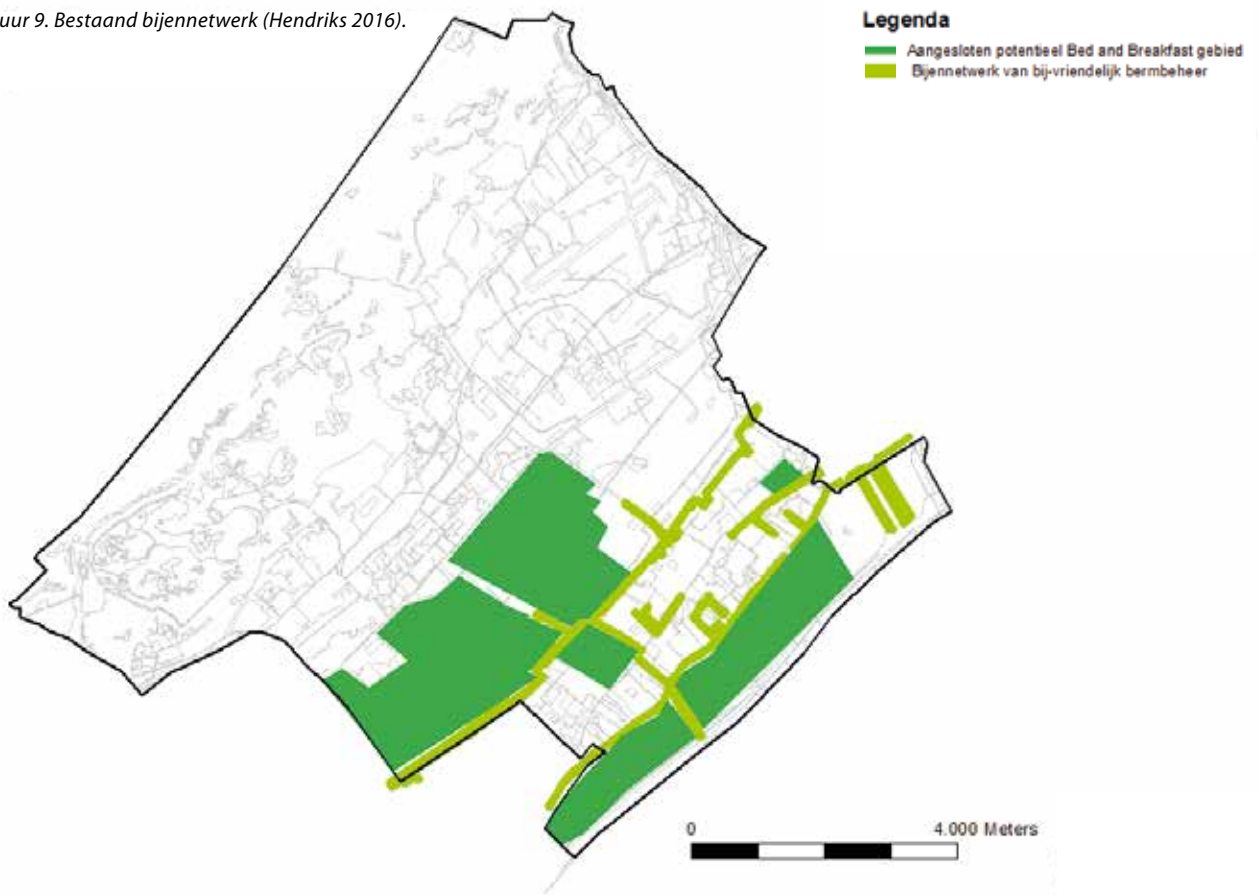 uur 9. Bestaand bijennetwerk (Hendriks 2016).
Legenda
Aangesloten potentieel Bed and Breakfast gebied
Bijennetwerk van bij-vriendelijk bermbeheer
0 4.000 Meters